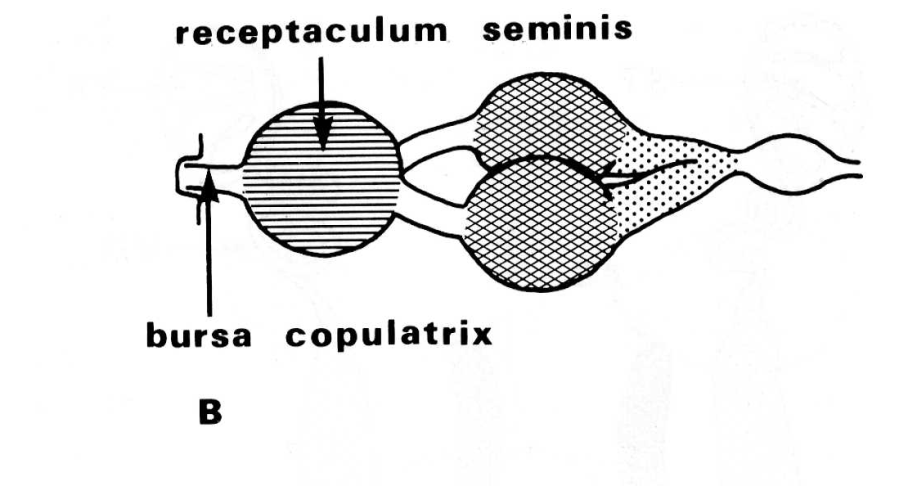 receptaculum seminis
bursa copulatrix
B